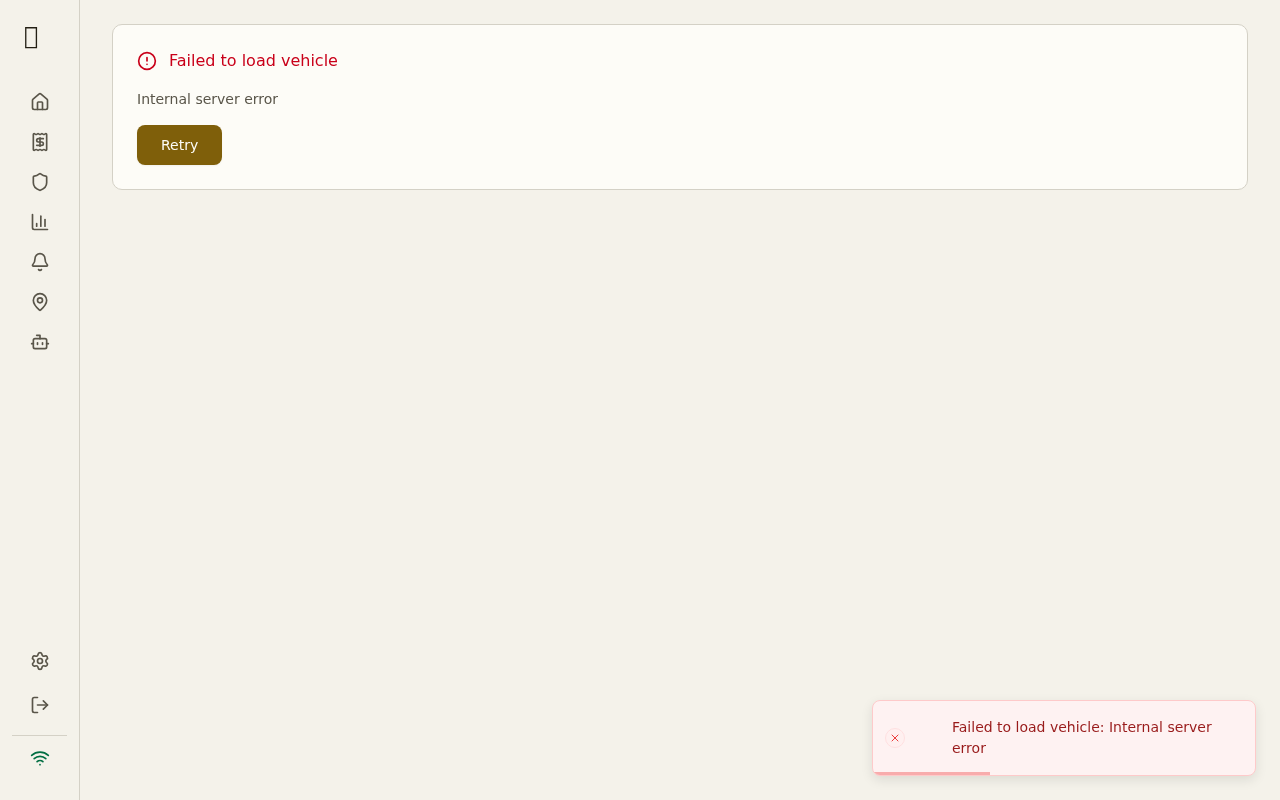 Failed to load vehicle
Internal server error
Retry
Failed to load vehicle: Internal server
error